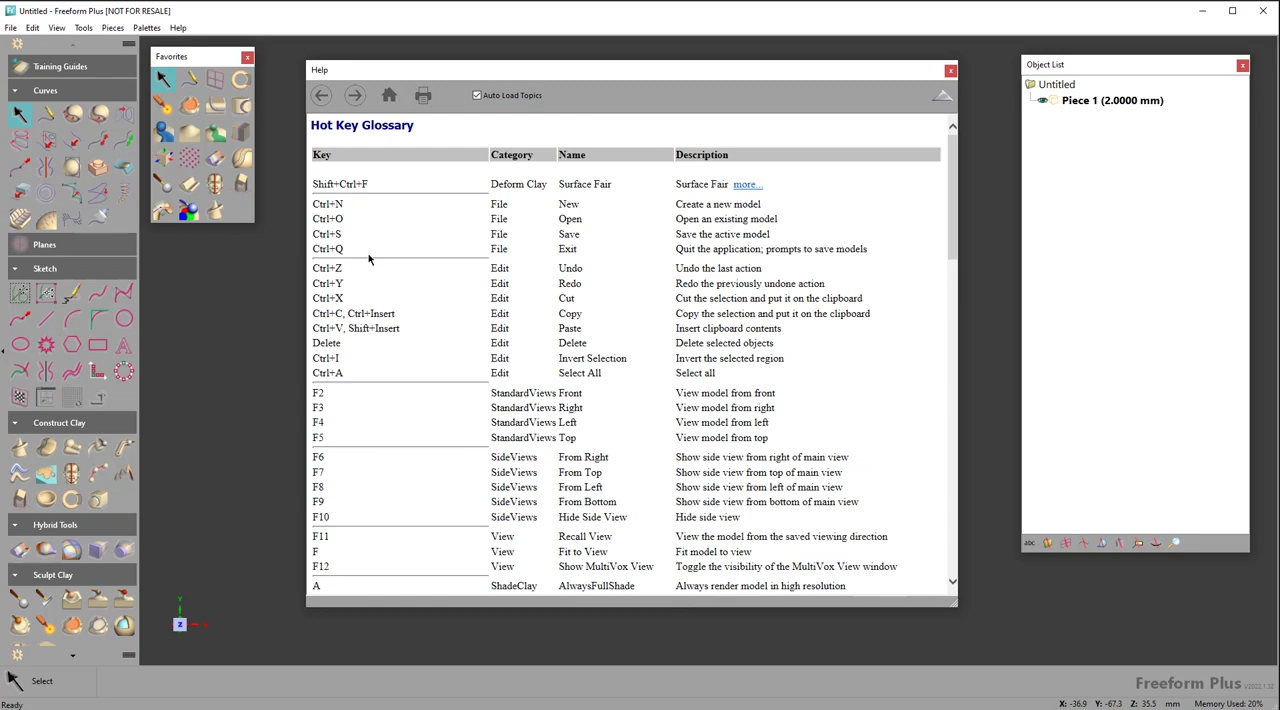 Untitled - Freeform Plus [NOT FOR RESALE]
File Edit View Tools Pieces Palettes Help
Training Guides
Curves
Planes
Sketch
Construct Clay
Hybrid Tools
Sculpt Clay
Favorites
Help
Auto Load Topics
Hot Key Glossary
Key Category Name Description
Shift+Ctrl+F Deform Clay Surface Fair Surface Fair more...
Ctrl+N File New Create a new model
Ctrl+O File Open Open an existing model
Ctrl+S File Save Save the active model
Ctrl+Q File Exit Quit the application; prompts to save models
Ctrl+Z Edit Undo Undo the last action
Ctrl+Y Edit Redo Redo the previously undone action
Ctrl+X Edit Cut Cut the selection and put it on the clipboard
Ctrl+C, Ctrl+Insert Edit Copy Copy the selection and put it on the clipboard
Ctrl+V, Shift+Insert Edit Paste Insert clipboard contents
Delete Edit Delete Delete selected objects
Ctrl+I Edit Invert Selection Invert the selected region
Ctrl+A Edit Select All Select all
F2 StandardViews Front View model from front
F3 StandardViews Right View model from right
F4 StandardViews Left View model from left
F5 StandardViews Top View model from top
F6 SideViews From Right Show side view from right of main view
F7 SideViews From Top Show side view from top of main view
F8 SideViews From Left Show side view from left of main view
F9 SideViews From Bottom Show side view from bottom of main view
F10 SideViews Hide Side View Hide side view
F11 View Recall View View the model from the saved viewing direction
F View Fit to View Fit model to view
F12 View Show MultiVox View Toggle the visibility of the MultiVox View window
A ShadeClay AlwaysFullShade Always render model in high resolution
Object List
Untitled
Piece 1 (2.0000 mm)
abc
Y
Z
Select
Freeform Plus V2022.1.32
Ready
X: -36.9 Y: -67.3 Z: 35.5 mm Memory Used: 20%